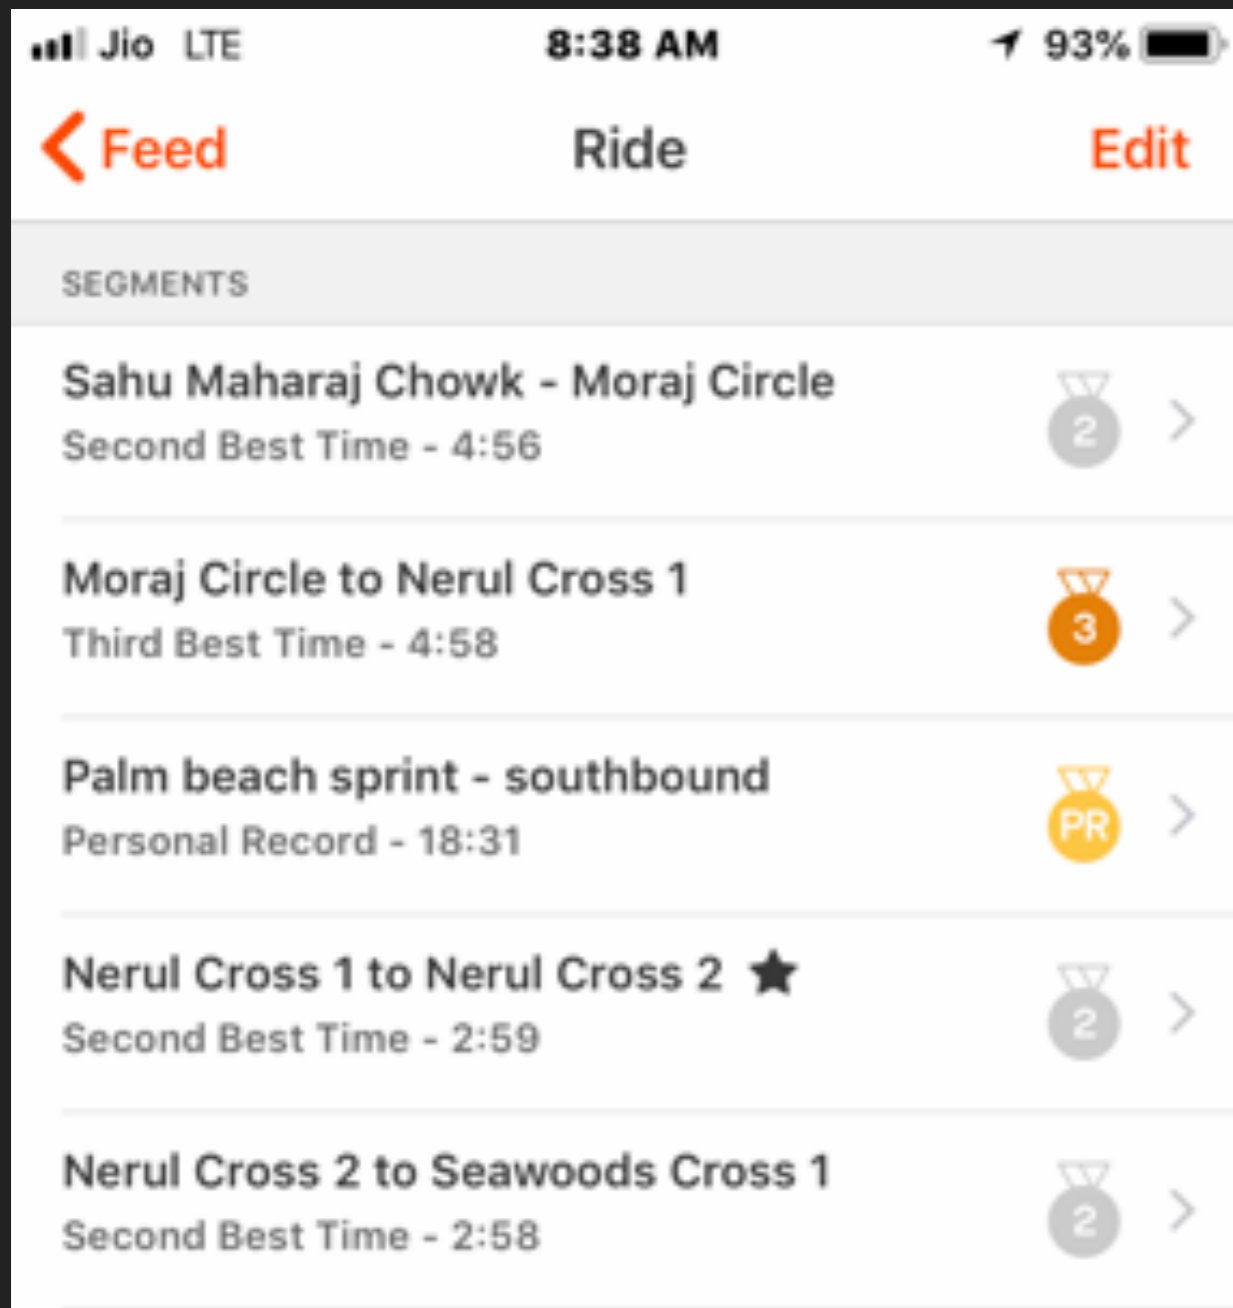 Jio LTE 8:38 AM 93%
Feed Ride Edit
SEGMENTS
Sahu Maharaj Chowk - Moraj Circle
Second Best Time - 4:56
2
Moraj Circle to Nerul Cross 1
Third Best Time - 4:58
3
Palm beach sprint - southbound
Personal Record - 18:31
PR
Nerul Cross 1 to Nerul Cross 2
Second Best Time - 2:59
2
Nerul Cross 2 to Seawoods Cross 1
Second Best Time - 2:58
2